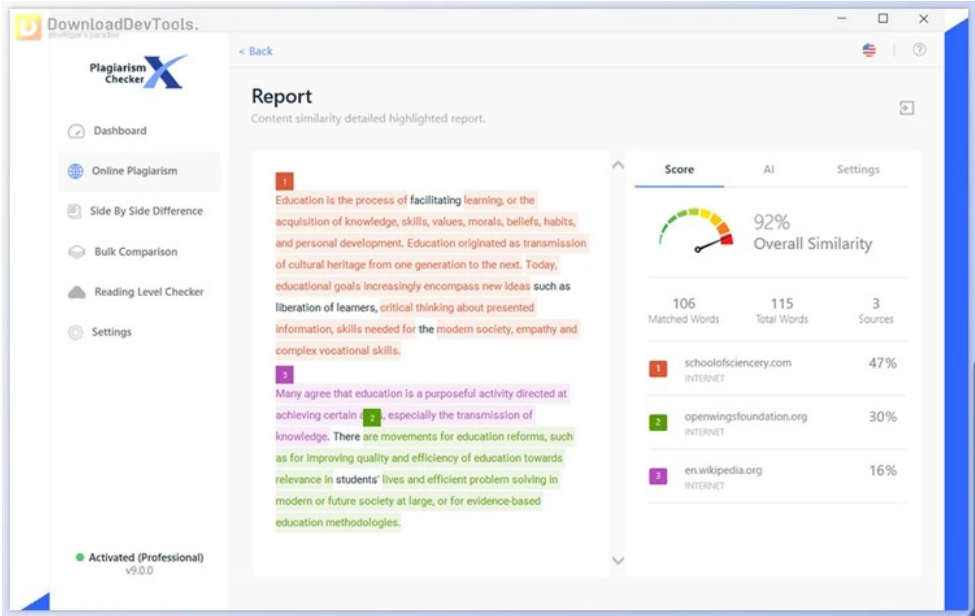 DownloadDevTools.
developer's paradise
Plagiarism
Checker
Dashboard
Online Plagiarism
Side By Side Difference
Bulk Comparison
Reading Level Checker
Settings
Activated (Professional)
v9.0.0
< Back
?
Report
Content similarity detailed highlighted report.
1
Education is the process of facilitating learning, or the
acquisition of knowledge, skills, values, morals, beliefs, habits,
and personal development. Education originated as transmission
of cultural heritage from one generation to the next. Today,
educational goals increasingly encompass new ideas such as
liberation of learners, critical thinking about presented
information, skills needed for the modern society, empathy and
complex vocational skills.
3
Many agree that education is a purposeful activity directed at
achieving certain a 2 , especially the transmission of
knowledge. There are movements for education reforms, such
as for improving quality and efficiency of education towards
relevance in students' lives and efficient problem solving in
modern or future society at large, or for evidence-based
education methodologies.
Score AI Settings
92%
Overall Similarity
106 115 3
Matched Words Total Words Sources
1 schoolofsciencery.com 47%
INTERNET
2 openwingsfoundation.org 30%
INTERNET
3 en.wikipedia.org 16%
INTERNET